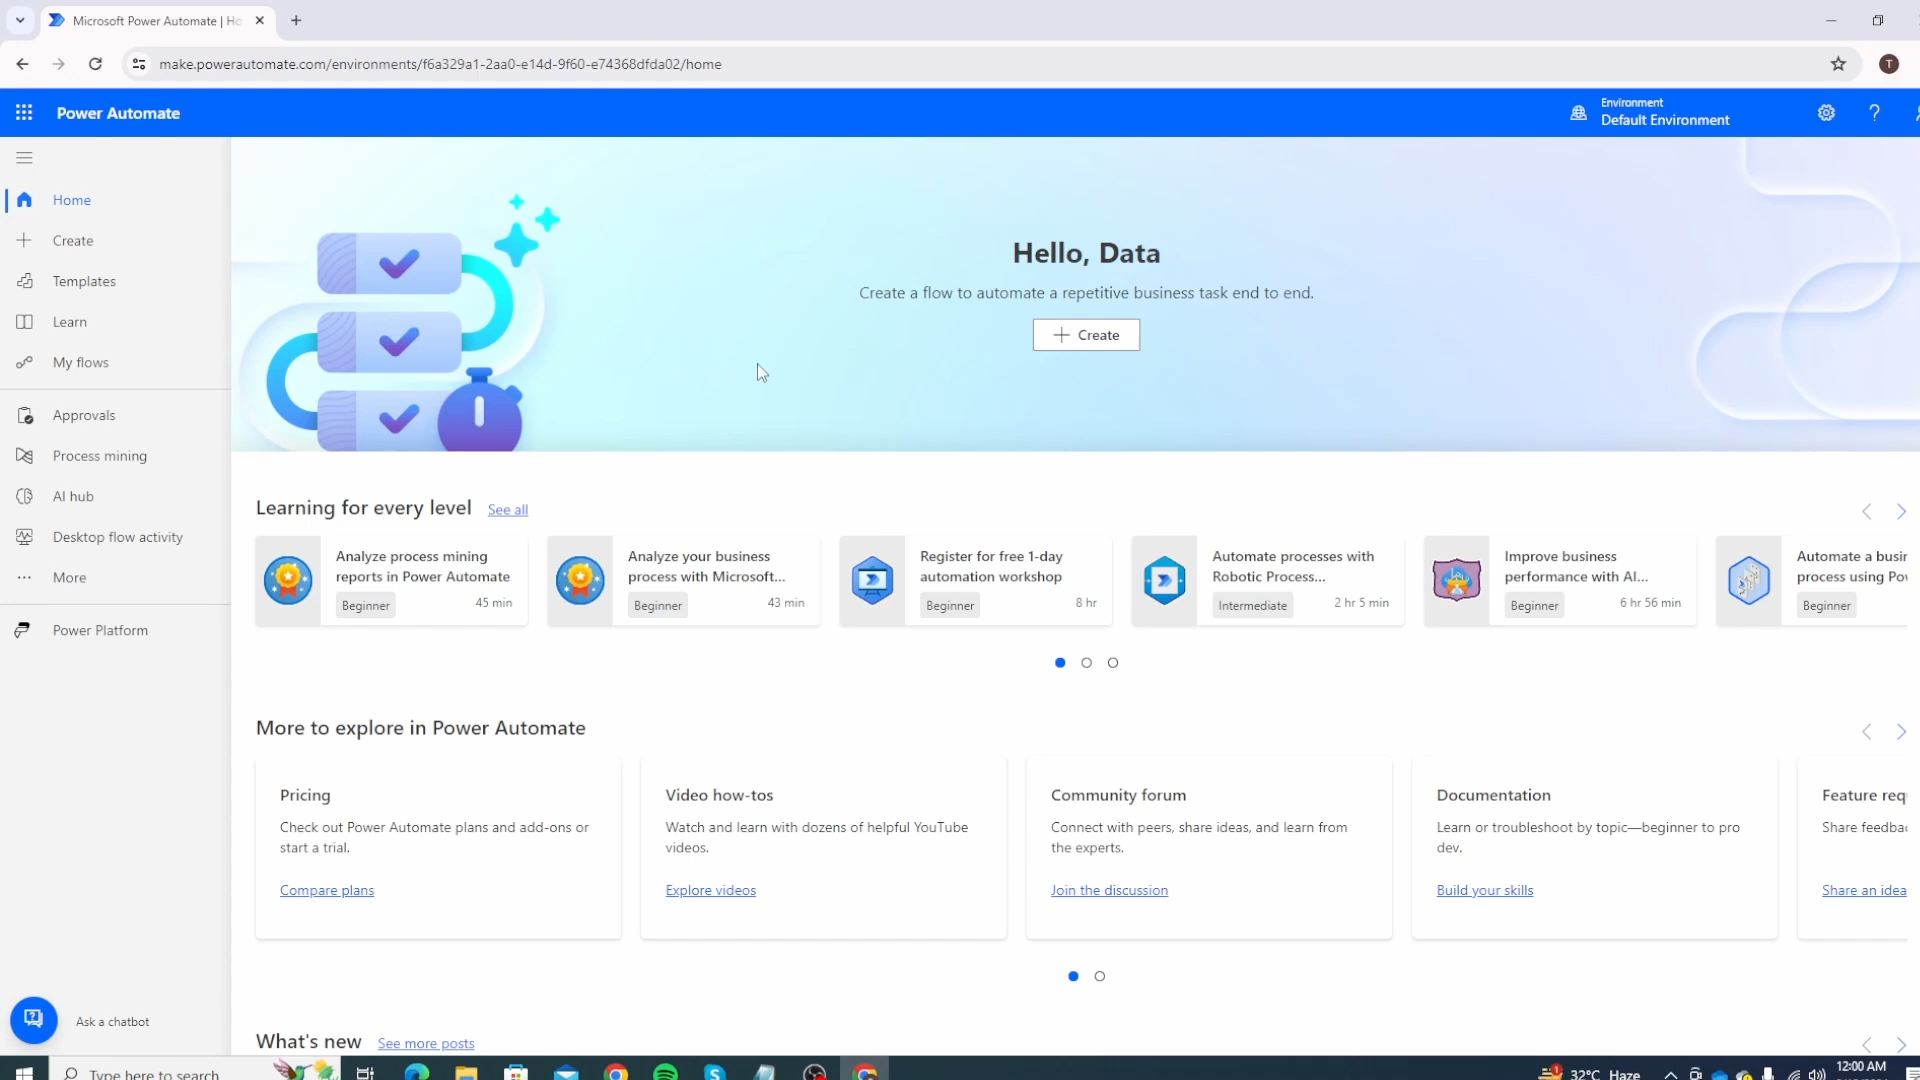 Microsoft Power Automate | Ho
make.powerautomate.com/environments/f6a329a1-2aa0-e14d-9f60-e74368dfda02/home
T
Power Automate
Environment
Default Environment
Home
Create
Templates
Learn
My flows
Approvals
Process mining
AI hub
Desktop flow activity
More
Power Platform
Ask a chatbot
Hello, Data
Create a flow to automate a repetitive business task end to end.
Create
Learning for every level See all
Analyze process mining
reports in Power Automate
Beginner 45 min
Analyze your business
process with Microsoft...
Beginner 43 min
Register for free 1-day
automation workshop
Beginner 8 hr
Automate processes with
Robotic Process...
Intermediate 2 hr 5 min
Improve business
performance with AI...
Beginner 6 hr 56 min
Automate a busin
process using Po
Beginner
More to explore in Power Automate
Pricing
Check out Power Automate plans and add-ons or
start a trial.
Compare plans
Video how-tos
Watch and learn with dozens of helpful YouTube
videos.
Explore videos
Community forum
Connect with peers, share ideas, and learn from
the experts.
Join the discussion
Documentation
Learn or troubleshoot by topic—beginner to pro
dev.
Build your skills
Feature req
Share feedba
Share an idea
What's new See more posts
Type here to search
32°C Haze
12:00 AM